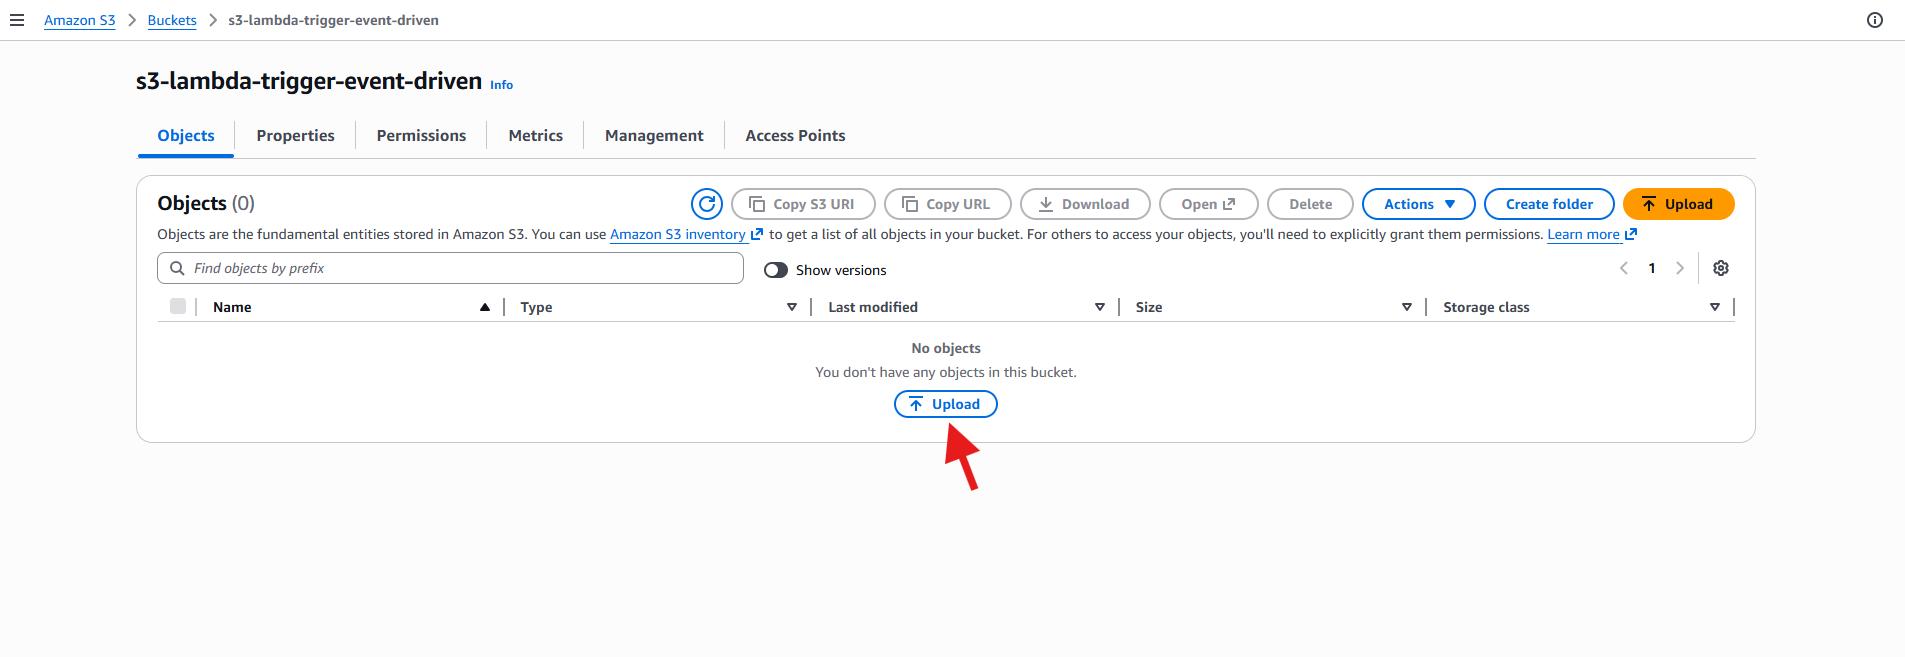 Amazon S3 > Buckets > s3-lambda-trigger-event-driven
s3-lambda-trigger-event-driven Info
Objects Properties Permissions Metrics Management Access Points
Objects (0) Copy S3 URI Copy URL Download Open Delete Actions Create folder Upload
Objects are the fundamental entities stored in Amazon S3. You can use Amazon S3 inventory to get a list of all objects in your bucket. For others to access your objects, you'll need to explicitly grant them permissions. Learn more
Find objects by prefix Show versions 1
Name Type Last modified Size Storage class
No objects
You don't have any objects in this bucket.
Upload